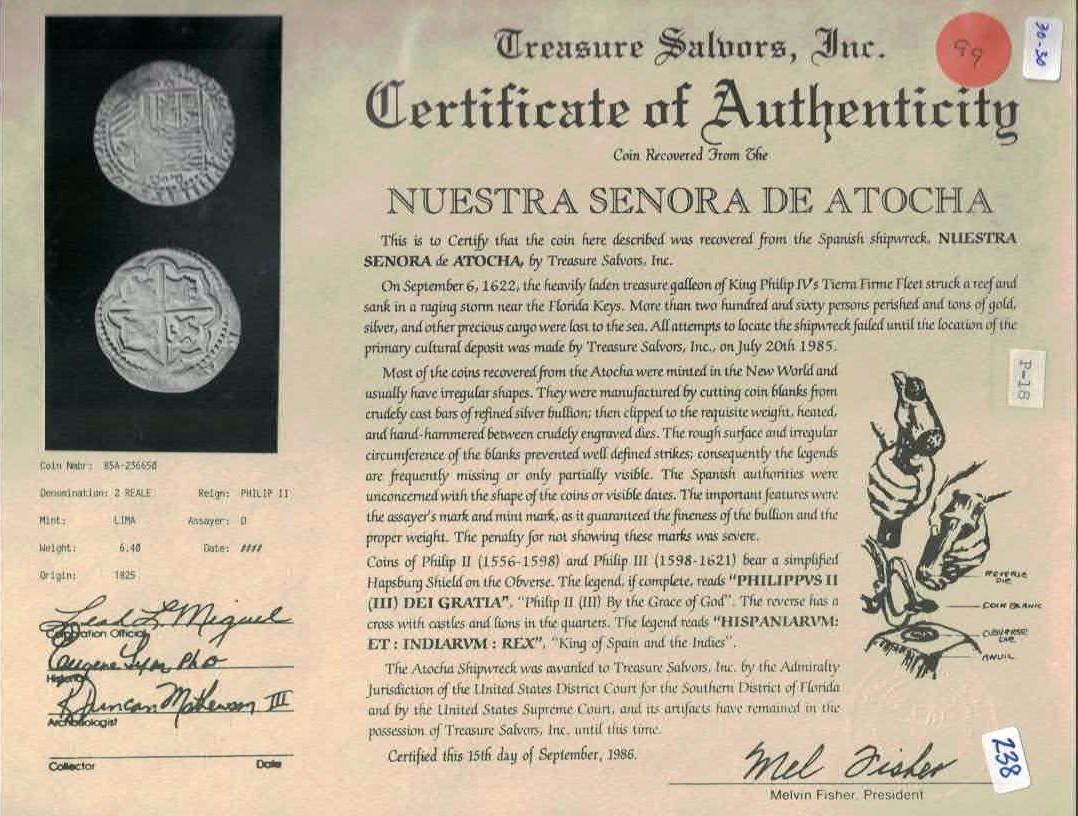 Treasure Salvors, Inc.
99
30-30
Certificate of Authenticity
Coin Recovered From The
NUESTRA SENORA DE ATOCHA
This is to Certify that the coin here described was recovered from the Spanish shipwreck, NUESTRA
SENORA de ATOCHA, by Treasure Salvors, Inc.
On September 6, 1622, the heavily laden treasure galleon of King Philip IV's Tierra Firme Fleet struck a reef and
sank in a raging storm near the Florida Keys. More than two hundred and sixty persons perished and tons of gold,
silver, and other precious cargo were lost to the sea. All attempts to locate the shipwreck failed until the location of the
primary cultural deposit was made by Treasure Salvors, Inc., on July 20th 1985.
Most of the coins recovered from the Atocha were minted in the New World and
usually have irregular shapes. They were manufactured by cutting coin blanks from
crudely cast bars of refined silver bullion; then clipped to the requisite weight, heated,
and hand-hammered between crudely engraved dies. The rough surface and irregular
circumference of the blanks prevented well defined strikes; consequently the legends
are frequently missing or only partially visible. The Spanish authorities were
unconcerned with the shape of the coins or visible dates. The important features were
the assayer's mark and mint mark, as it guaranteed the fineness of the bullion and the
proper weight. The penalty for not showing these marks was severe.
Coins of Philip II (1556-1598) and Philip III (1598-1621) bear a simplified
Hapsburg Shield on the Obverse. The legend, if complete, reads "PHILIPPVS II
(III) DEI GRATIA", "Philip II (III) By the Grace of God". The reverse has a
cross with castles and lions in the quarters. The legend reads "HISPANIARVM:
ET : INDIARVM : REX", "King of Spain and the Indies".
The Atocha Shipwreck was awarded to Treasure Salvors, Inc. by the Admiralty
Jurisdiction of the United States District Court for the Southern District of Florida
and by the United States Supreme Court, and its artifacts have remained in the
possession of Treasure Salvors, Inc. until this time.
Certified this 15th day of September, 1986.
P-18
REVERSE
DIE
COIN BLANK
OBVERSE
DIE
ANVIL
Coin Nmbr: 85A-236650
Denomination: 2 REALE Reign: PHILIP II
Mint: LIMA Assayer: D
Weight: 6.40 Date: ####
Origin: 1825
Lead L Miguel
Corporation Official
Eugene Lyon PhD
Historian
R Duncan Mathewson III
Archaeologist
Collector Date
Mel Fisher
Melvin Fisher, President
238